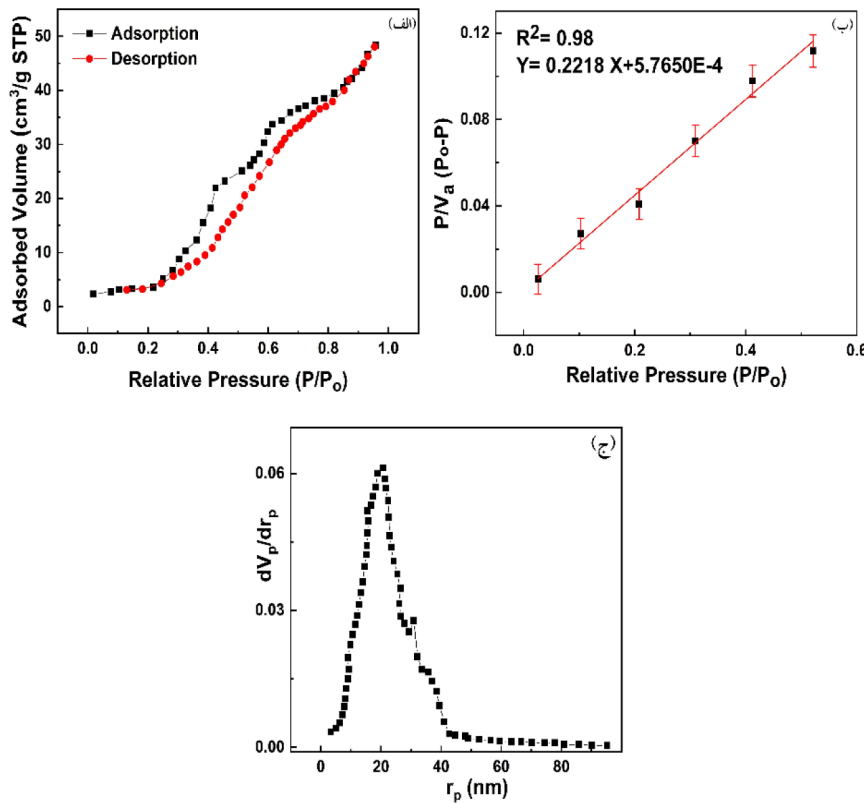 (الف)
Adsorption
Desorption
Adsorbed Volume (cm³/g STP)
50
40
30
20
10
0
0.0 0.2 0.4 0.6 0.8 1.0
Relative Pressure (P/Pₒ)
(ب)
R²= 0.98
Y= 0.2218 X+5.7650E-4
P/Vₐ (Pₒ-P)
0.12
0.08
0.04
0.00
0.0 0.2 0.4 0.6
Relative Pressure (P/Pₒ)
(ج)
dVₚ/drₚ
0.06
0.03
0.00
0 20 40 60 80
rₚ (nm)